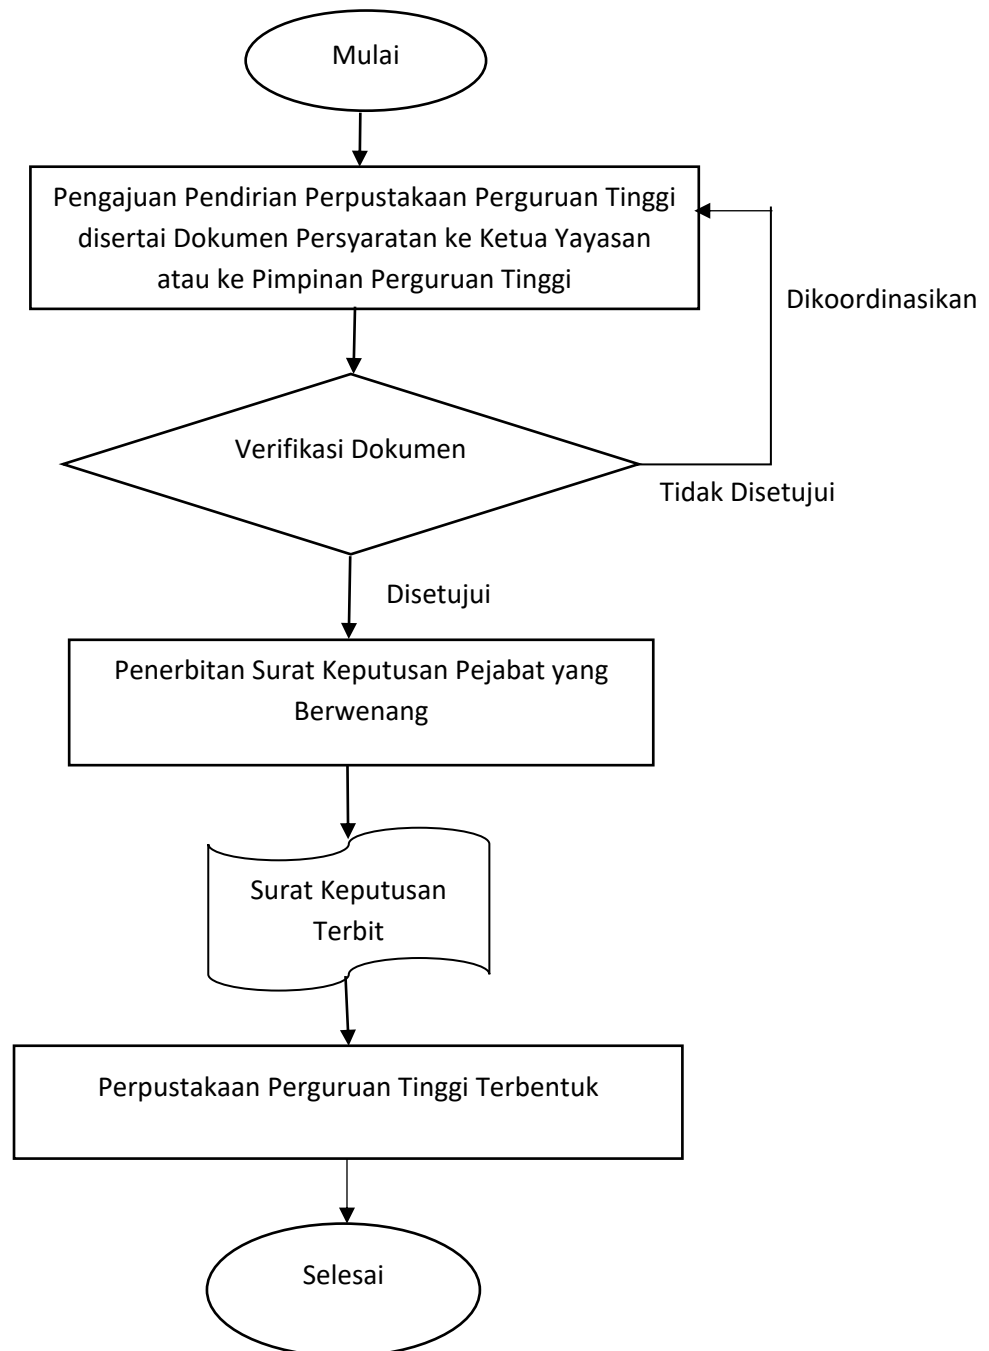 Mulai
Pengajuan Pendirian Perpustakaan Perguruan Tinggi
disertai Dokumen Persyaratan ke Ketua Yayasan
atau ke Pimpinan Perguruan Tinggi
Dikoordinasikan
Verifikasi Dokumen
Tidak Disetujui
Disetujui
Penerbitan Surat Keputusan Pejabat yang
Berwenang
Surat Keputusan
Terbit
Perpustakaan Perguruan Tinggi Terbentuk
Selesai